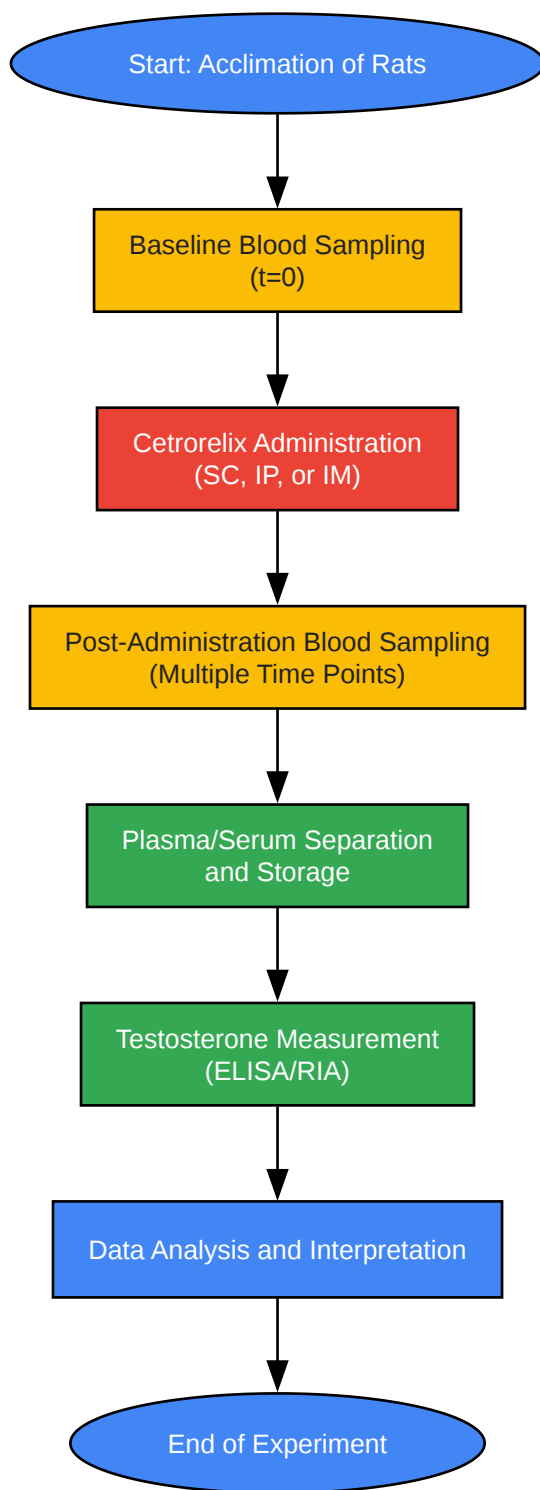 Start: Acclimation of Rats
Baseline Blood Sampling
(t=0)
Cetrorelix Administration
(SC, IP, or IM)
Post-Administration Blood Sampling
(Multiple Time Points)
Plasma/Serum Separation
and Storage
Testosterone Measurement
(ELISA/RIA)
Data Analysis and Interpretation
End of Experiment